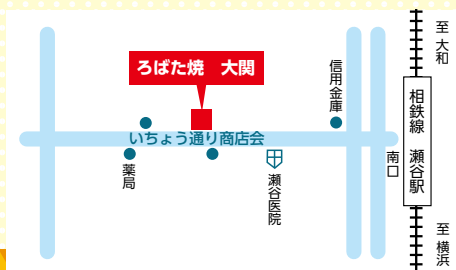 至 大和
ろばた焼 大関
信用金庫
相鉄線 瀬谷駅
いちょう通り商店会
南口
薬局
瀬谷医院
至 横浜